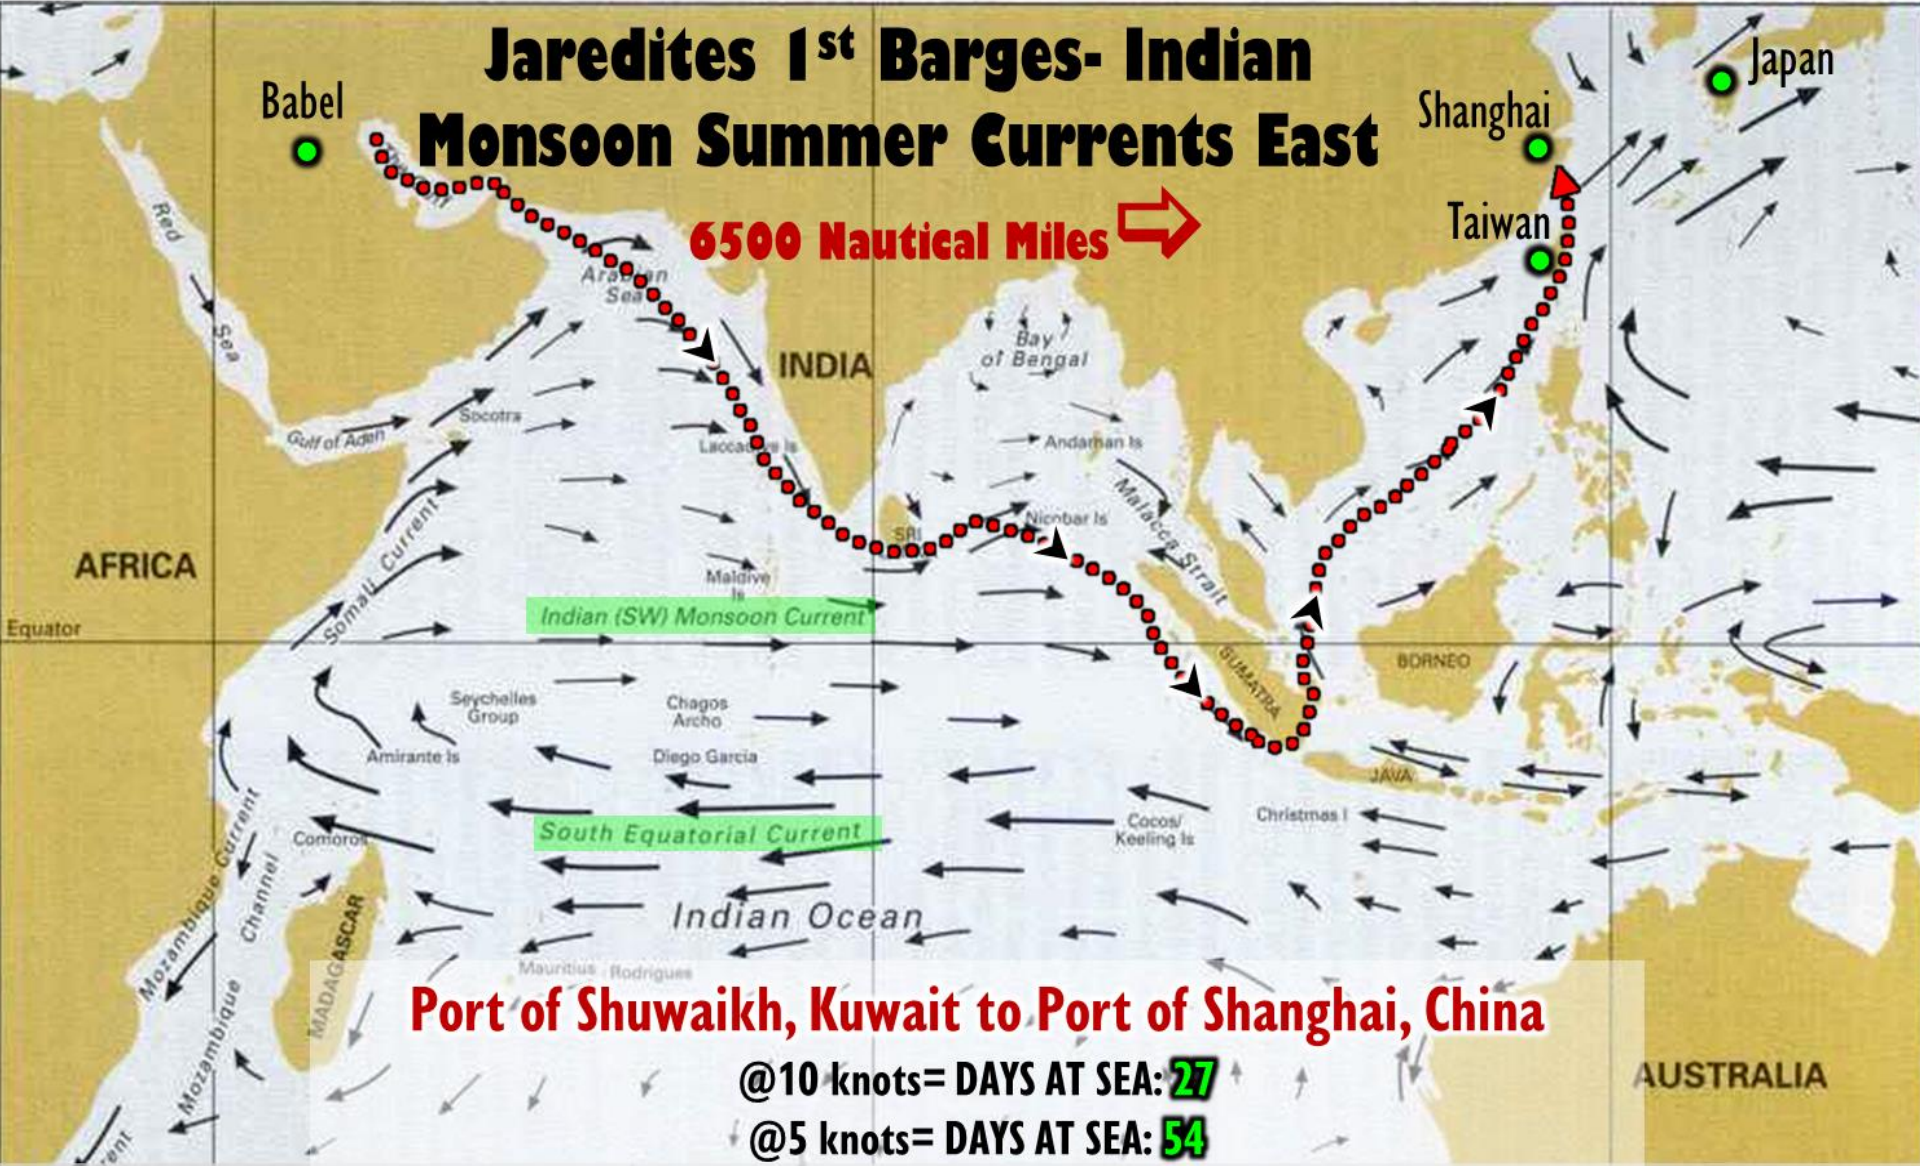 Jaredites 1st Barges- Indian
Monsoon Summer Currents East
6500 Nautical Miles
Babel
Japan
Shanghai
Taiwan
Red
Sea
Arabian
Sea
INDIA
Bay
of Bengal
Socotra
Gulf of Aden
Laccadive Is
Andaman Is
Nicobar Is
Malacca Strait
SRI
AFRICA
Somali Current
Maldive
Is
Indian (SW) Monsoon Current
Equator
SUMATRA
BORNEO
Seychelles
Group
Chagos
Archo
Amirante Is
Diego Garcia
JAVA
South Equatorial Current
Comoros
Cocos/
Keeling Is
Christmas I
Mozambique Current
Mozambique
Channel
MADAGASCAR
Indian Ocean
Mauritius
Rodrigues
Port of Shuwaikh, Kuwait to Port of Shanghai, China
@10 knots= DAYS AT SEA: 27
@5 knots= DAYS AT SEA: 54
AUSTRALIA